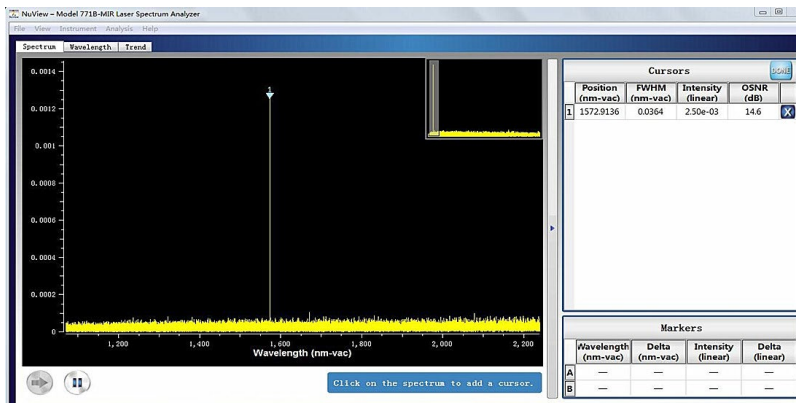 NuView – Model 771B-MIR Laser Spectrum Analyzer
File View Instrument Analysis Help
Spectrum Wavelength Trend
0.0014
0.0012
0.001
0.0008
0.0006
0.0004
0.0002
0
1
1,200 1,400 1,600 1,800 2,000 2,200
Wavelength (nm-vac)
Click on the spectrum to add a cursor.
Cursors
DONE
Position (nm-vac) FWHM (nm-vac) Intensity (linear) OSNR (dB)
1 1572.9136 0.0364 2.50e-03 14.6 X
Markers
Wavelength (nm-vac) Delta (nm-vac) Intensity (linear) Delta (linear)
A — — — —
B — — — —